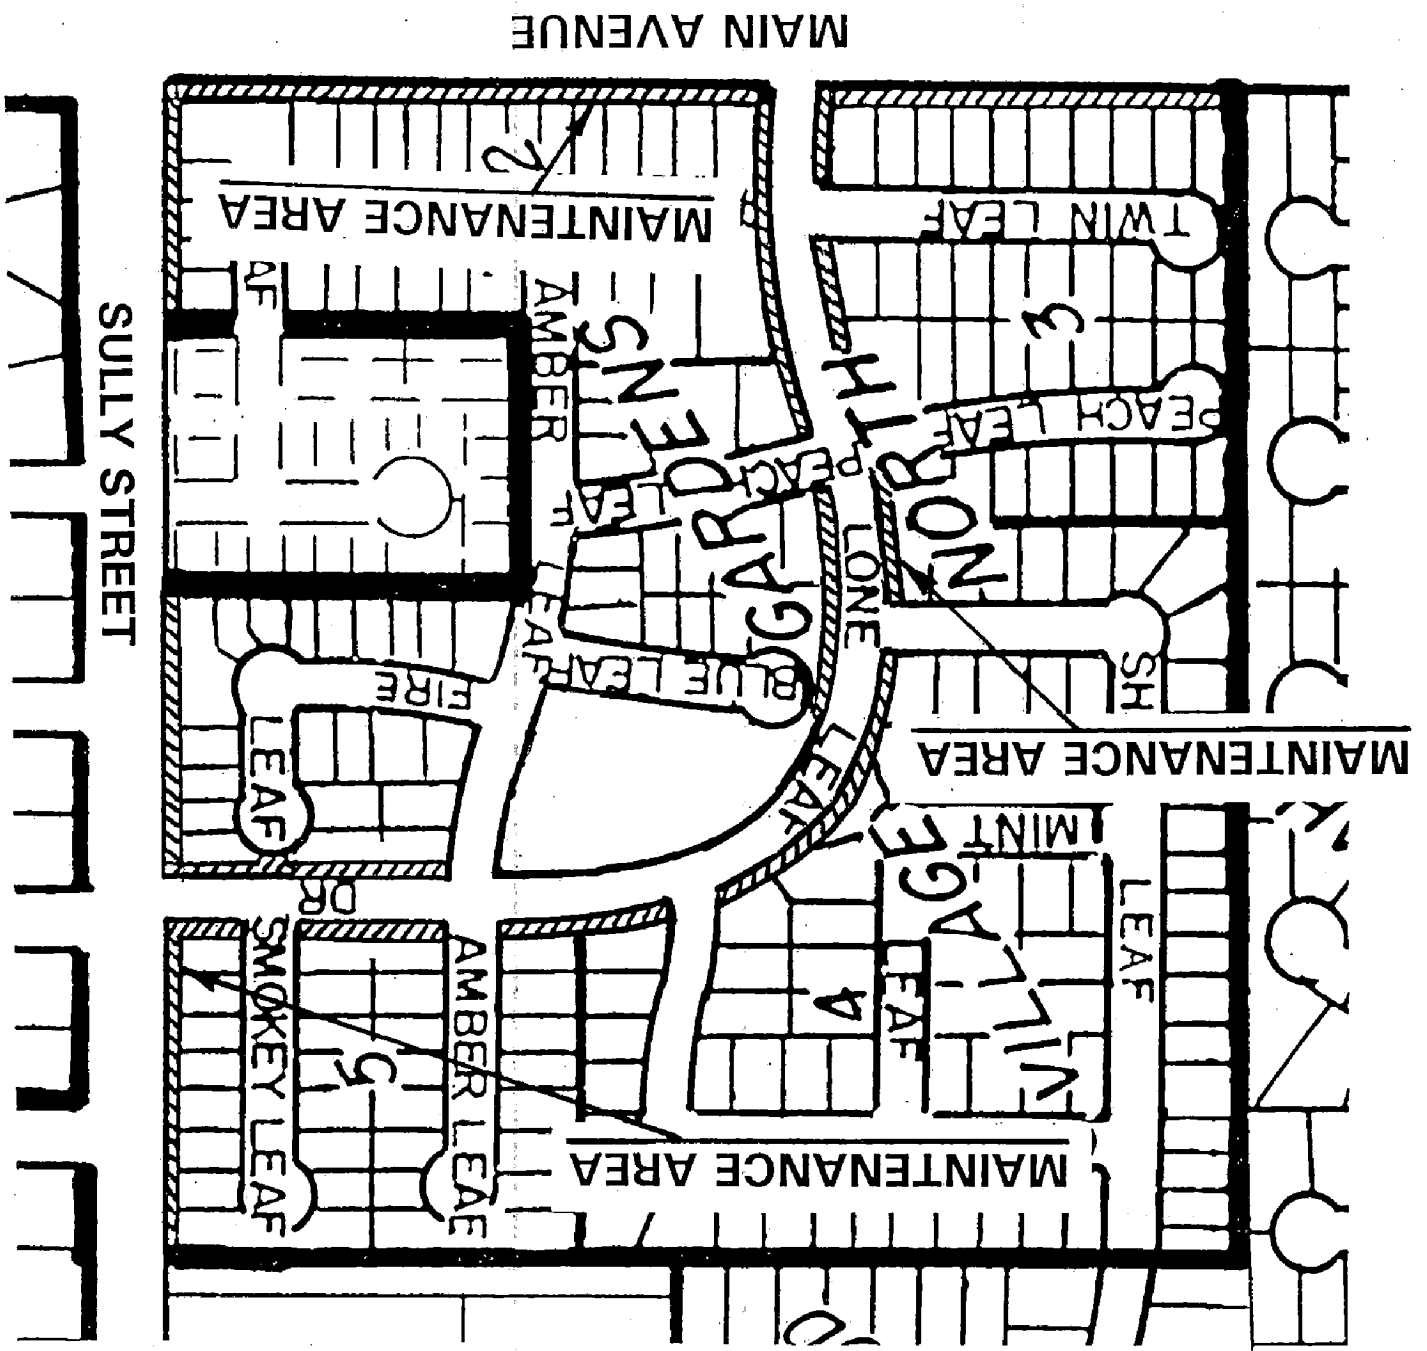 MAIN AVENUE
SULLY STREET
MAINTENANCE AREA
2
TWIN LEAF
3
PEACH LEAF
AMBER
LEAF
PEACH
LEAF
LONE
LEAF
BLUE LEAF
FIRE
LEAF
VILLAGE
GARDENS
NORTH
SH
MAINTENANCE AREA
MINT
LEAF
LEAF
4
DR
SMOKEY LEAF
AMBER LEAF
5
MAINTENANCE AREA